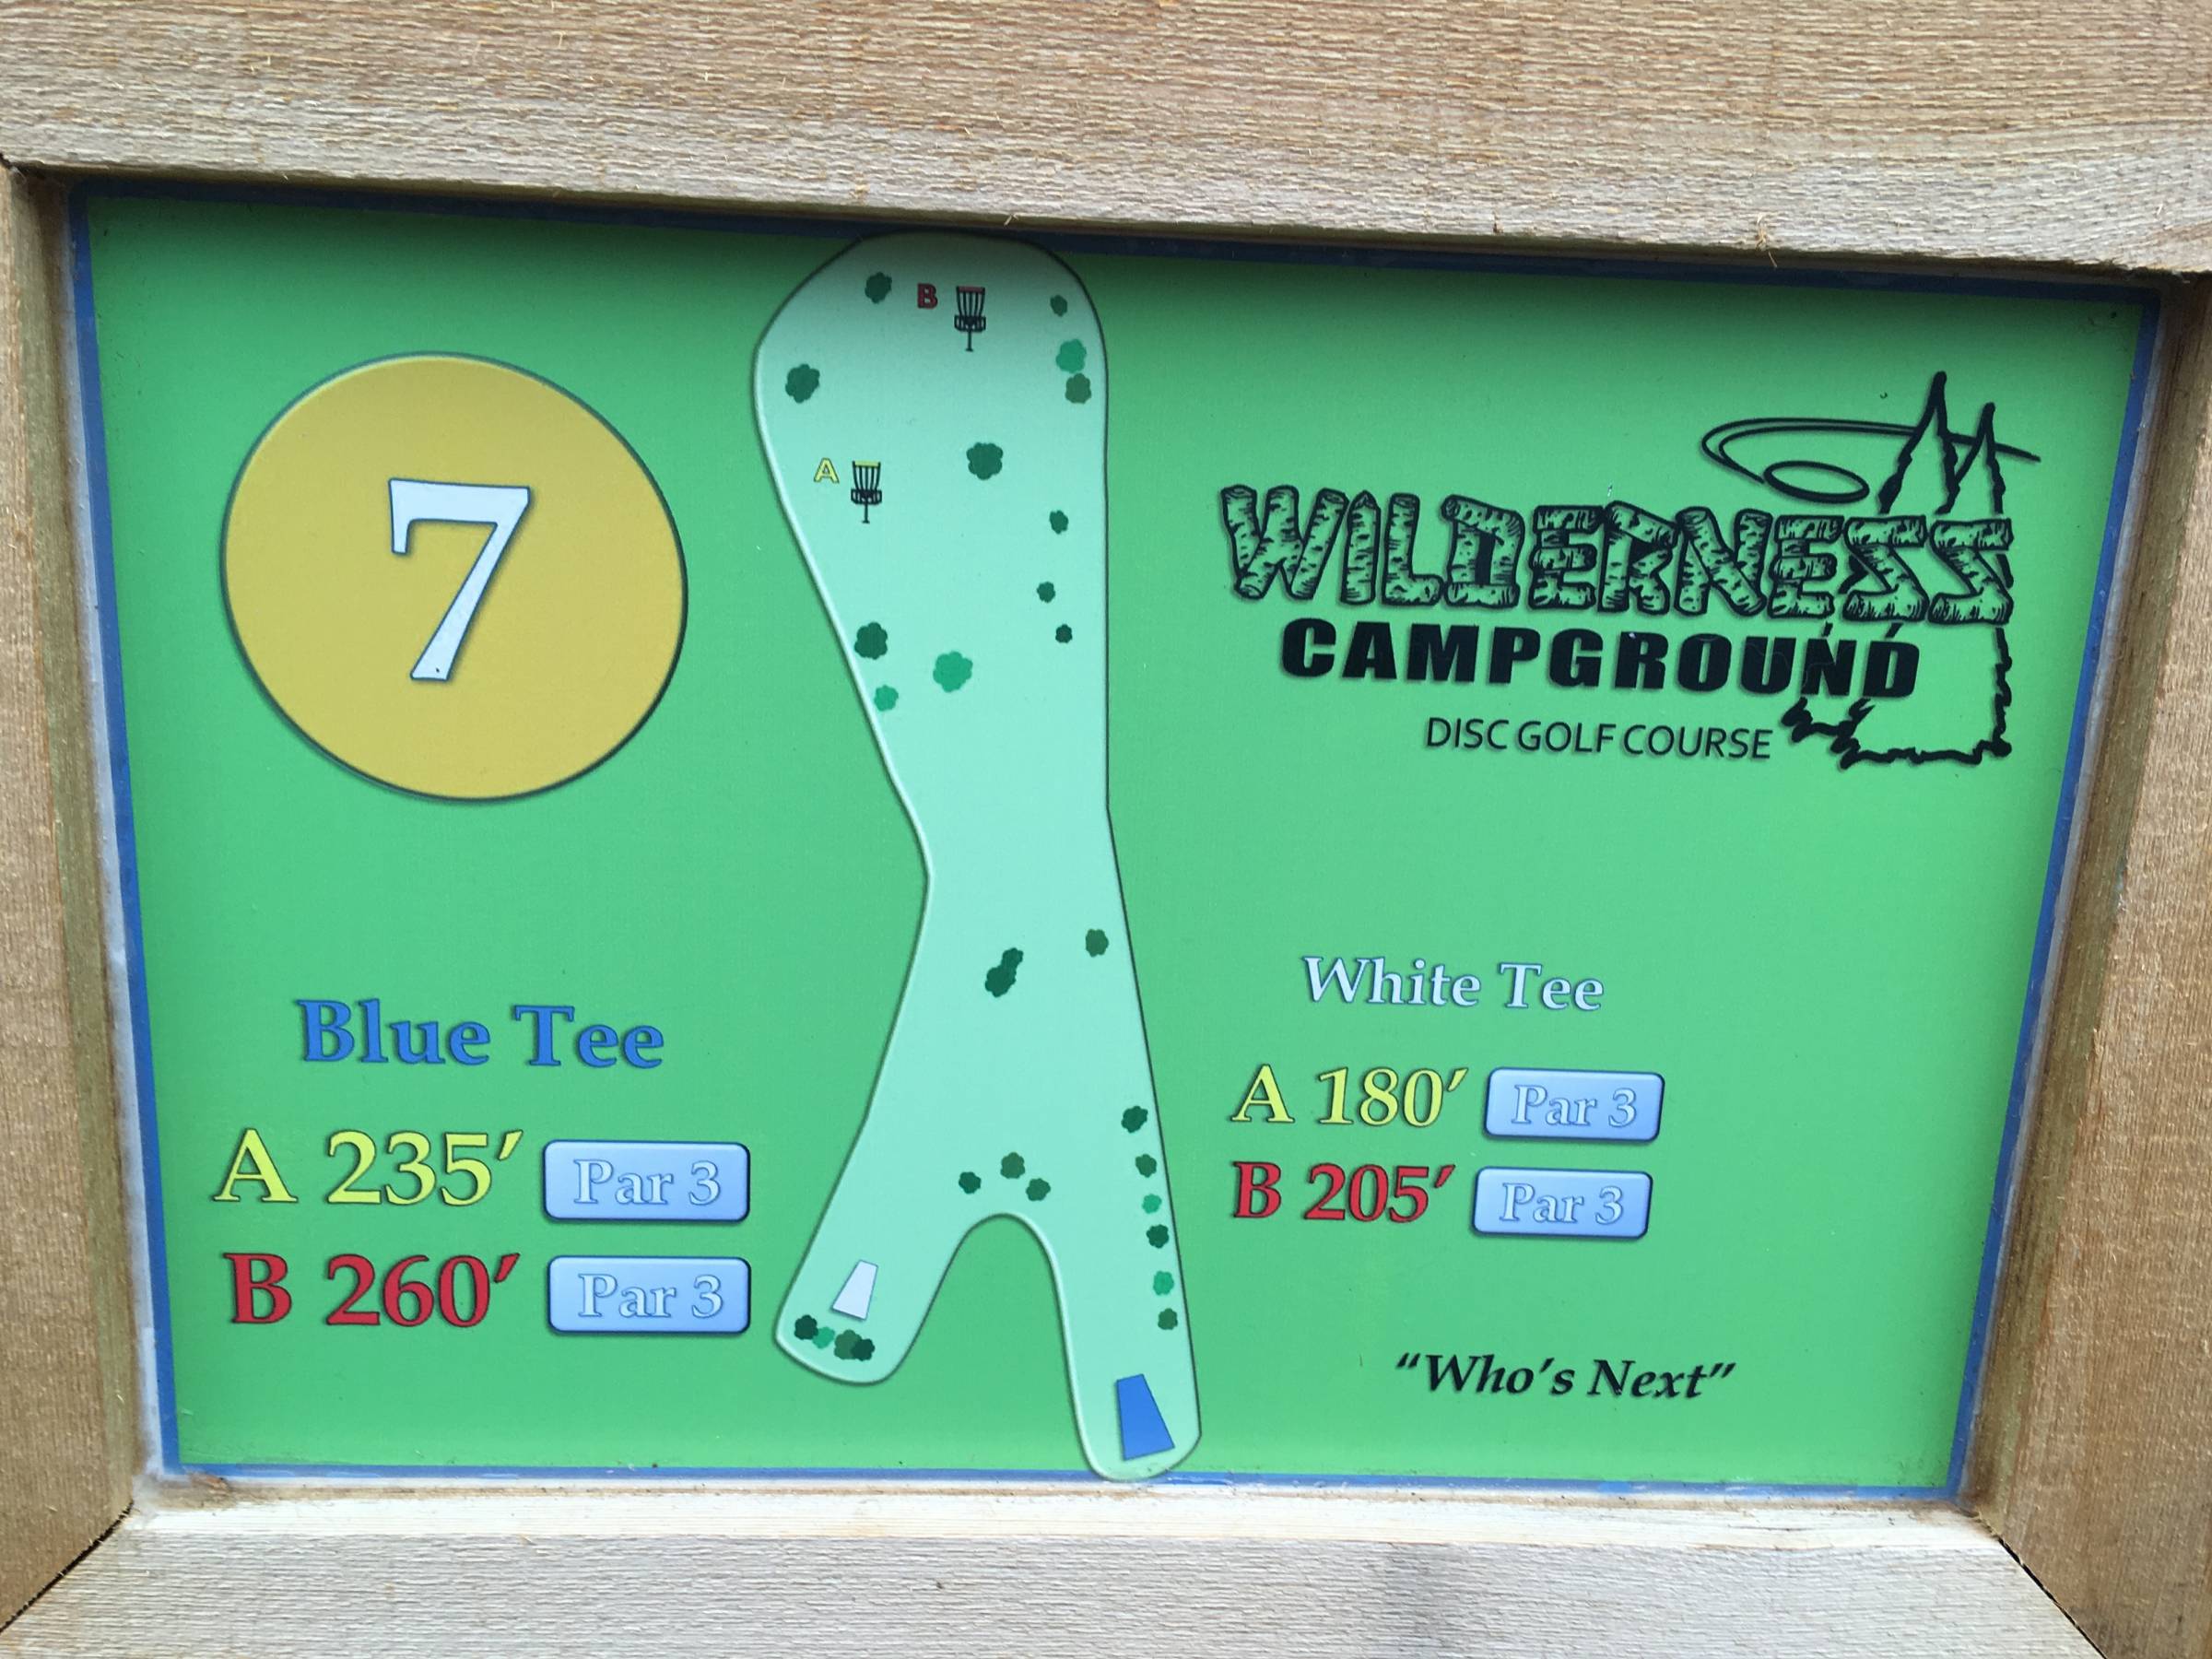 B
A
7
WILDERNESS
CAMPGROUND
DISC GOLF COURSE
Blue Tee
A 235′ Par 3
B 260′ Par 3
White Tee
A 180′ Par 3
B 205′ Par 3
“Who’s Next”